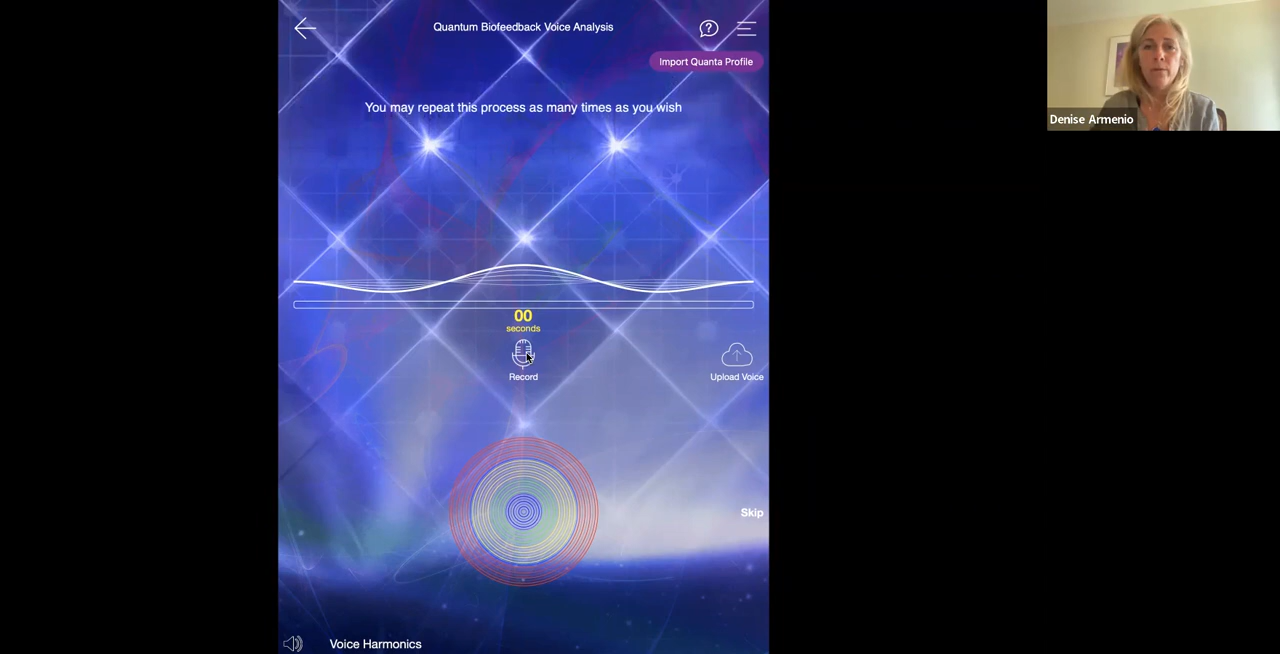 Quantum Biofeedback Voice Analysis
?
Import Quanta Profile
You may repeat this process as many times as you wish
00
seconds
Record
Upload Voice
Skip
Voice Harmonics
Denise Armenio